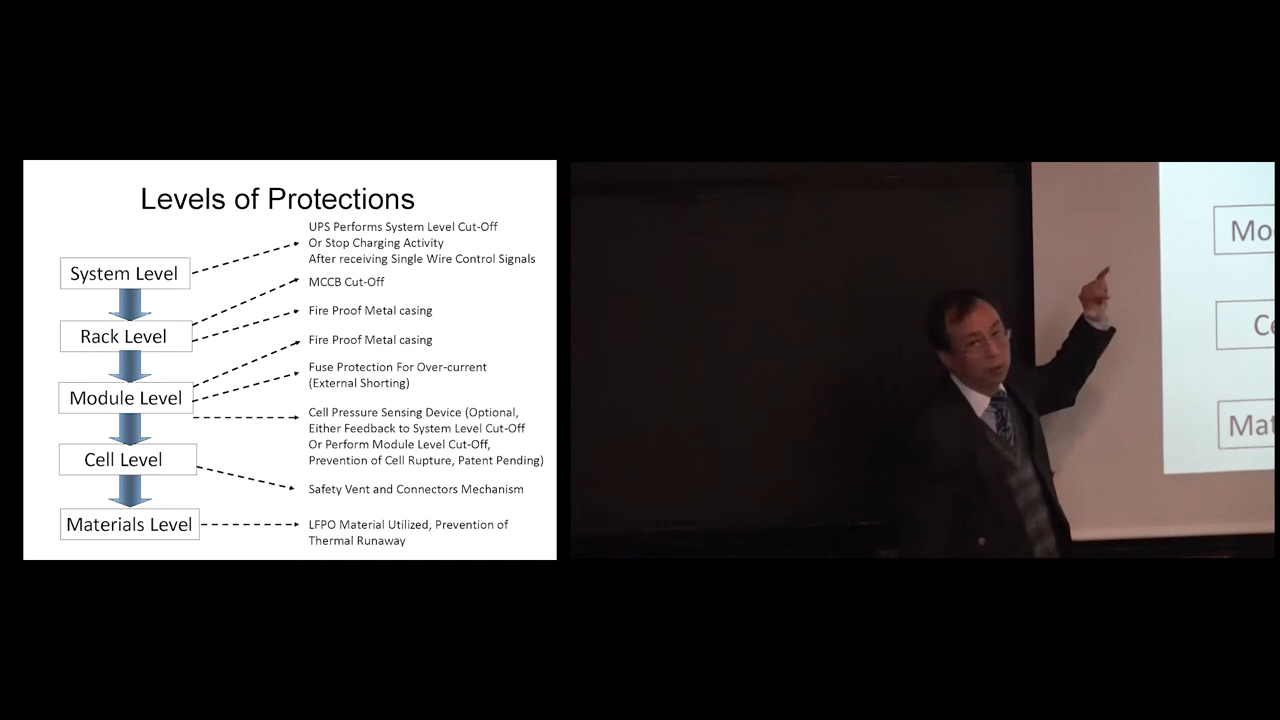 Levels of Protections
System Level
UPS Performs System Level Cut-Off
Or Stop Charging Activity
After receiving Single Wire Control Signals
Rack Level
MCCB Cut-Off
Fire Proof Metal casing
Module Level
Fire Proof Metal casing
Fuse Protection For Over-current
(External Shorting)
Cell Pressure Sensing Device (Optional,
Either Feedback to System Level Cut-Off
Or Perform Module Level Cut-Off,
Prevention of Cell Rupture, Patent Pending)
Cell Level
Safety Vent and Connectors Mechanism
Materials Level
LFPO Material Utilized, Prevention of
Thermal Runaway
Mo
Ce
Mat